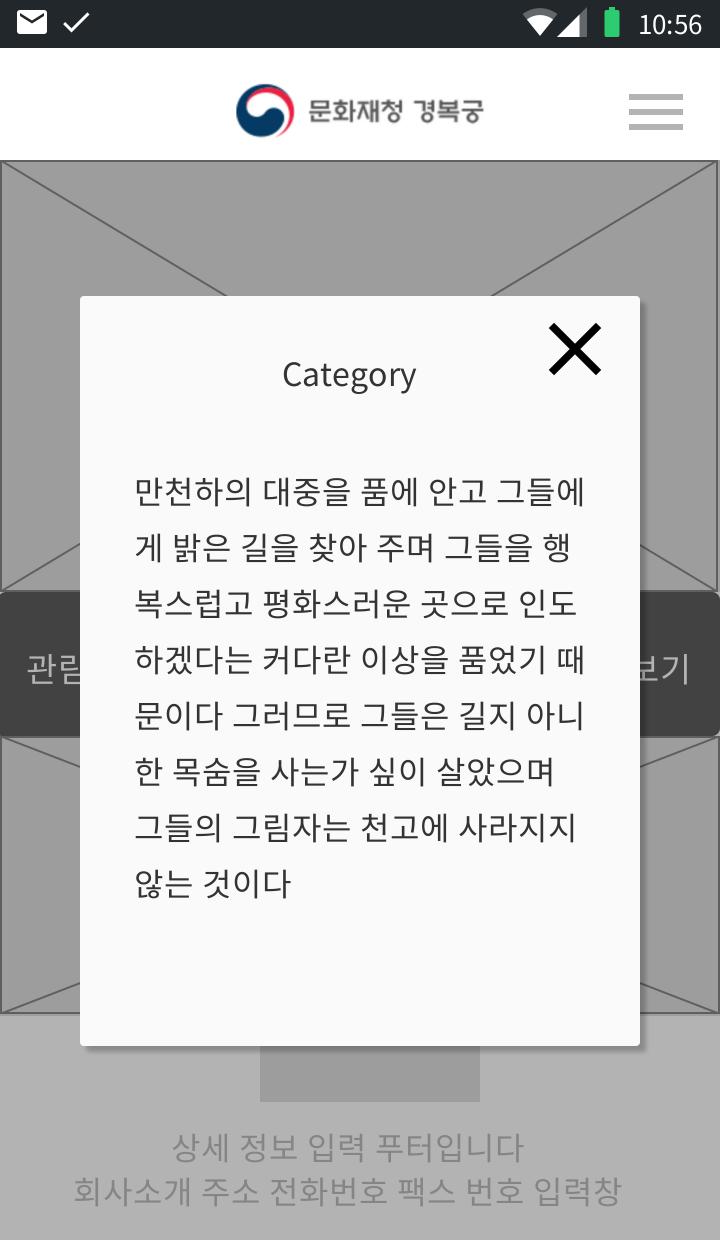 10:56
문화재청 경복궁
Category
만천하의 대중을 품에 안고 그들에
게 밝은 길을 찾아 주며 그들을 행
복스럽고 평화스러운 곳으로 인도
하겠다는 커다란 이상을 품었기 때
문이다 그러므로 그들은 길지 아니
한 목숨을 사는가 싶이 살았으며
그들의 그림자는 천고에 사라지지
않는 것이다
보기
상세 정보 입력 푸터입니다
회사소개 주소 전화번호 팩스 번호 입력창